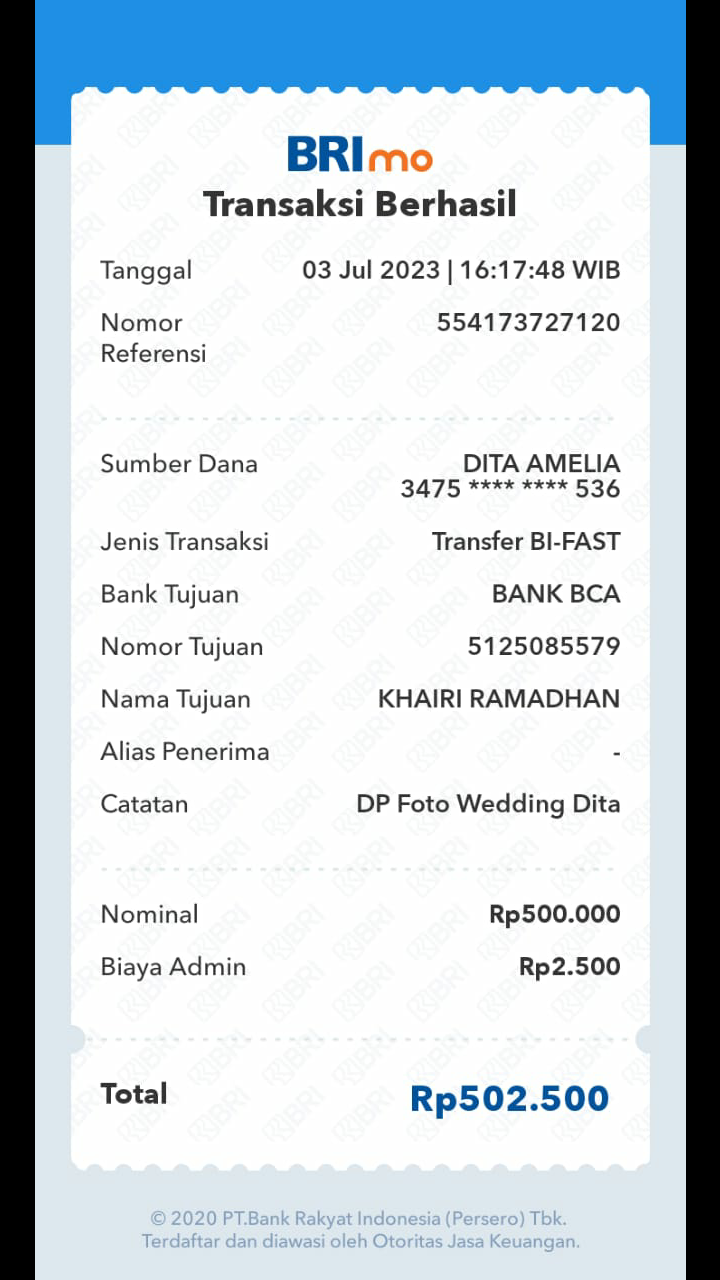 BRImo
Transaksi Berhasil
Tanggal 03 Jul 2023 | 16:17:48 WIB
Nomor Referensi 554173727120
Sumber Dana DITA AMELIA
3475 **** **** 536
Jenis Transaksi Transfer BI-FAST
Bank Tujuan BANK BCA
Nomor Tujuan 5125085579
Nama Tujuan KHAIRI RAMADHAN
Alias Penerima -
Catatan DP Foto Wedding Dita
Nominal Rp500.000
Biaya Admin Rp2.500
Total Rp502.500
© 2020 PT.Bank Rakyat Indonesia (Persero) Tbk.
Terdaftar dan diawasi oleh Otoritas Jasa Keuangan.